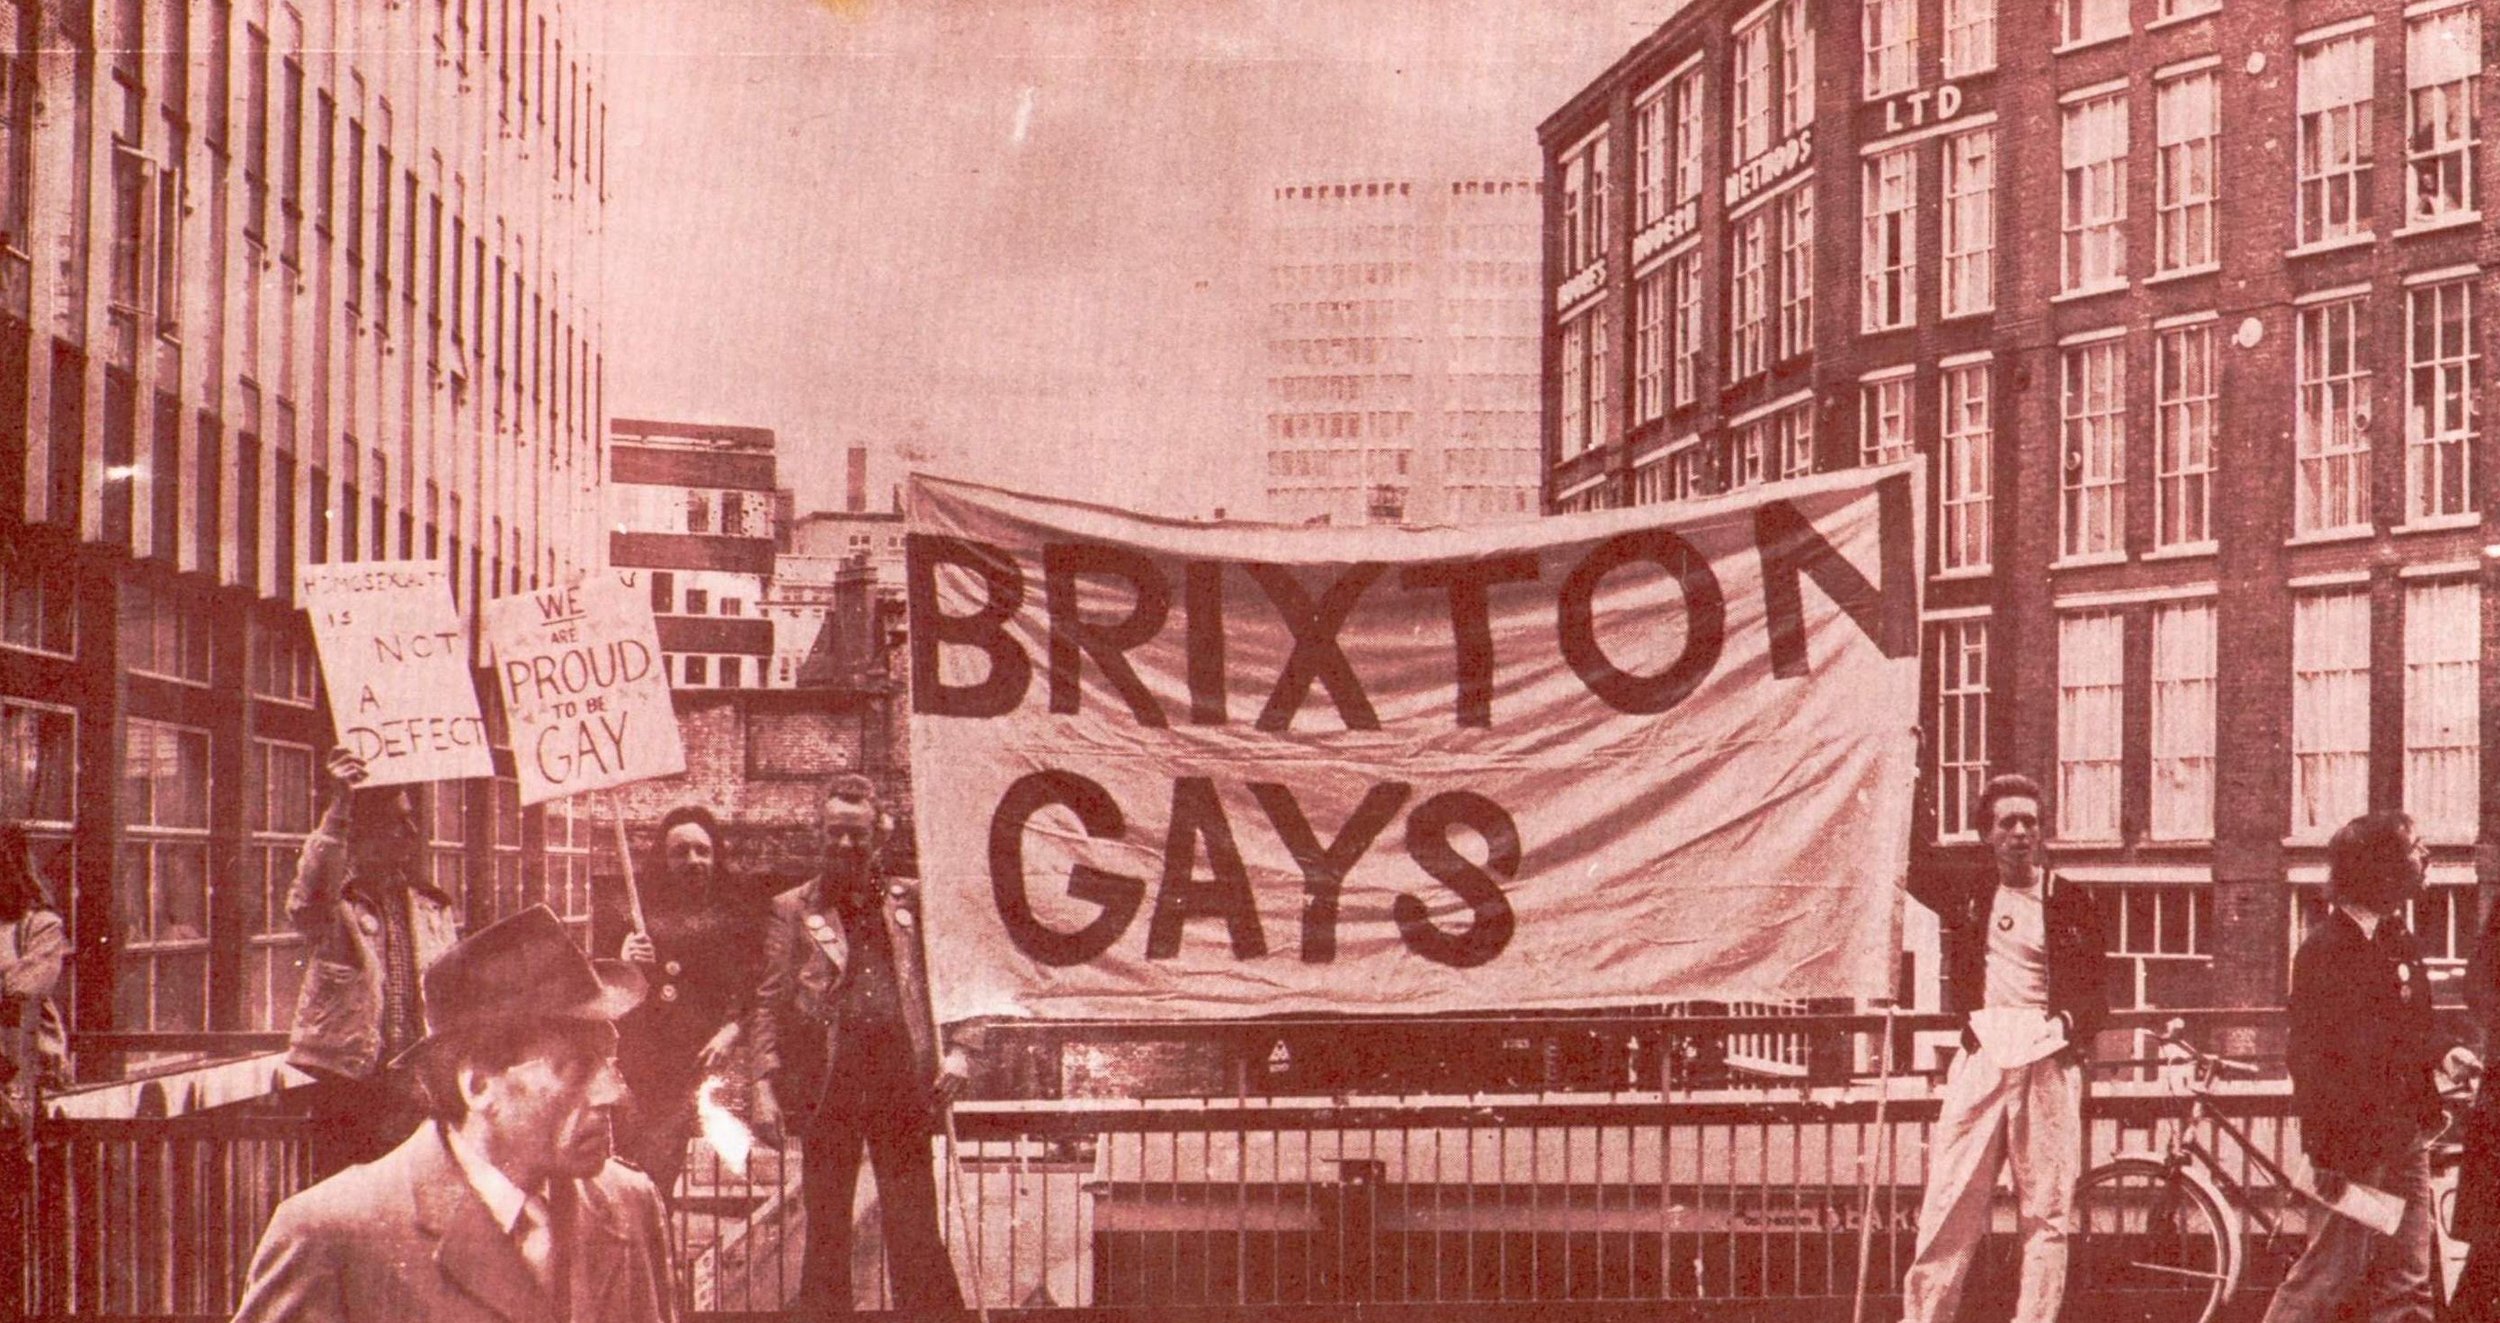 HOMOSEXUALITY
IS
NOT
A
DEFECT
WE
ARE
PROUD
TO BE
GAY
BRIXTON
GAYS
MODERN
METHODS
LTD